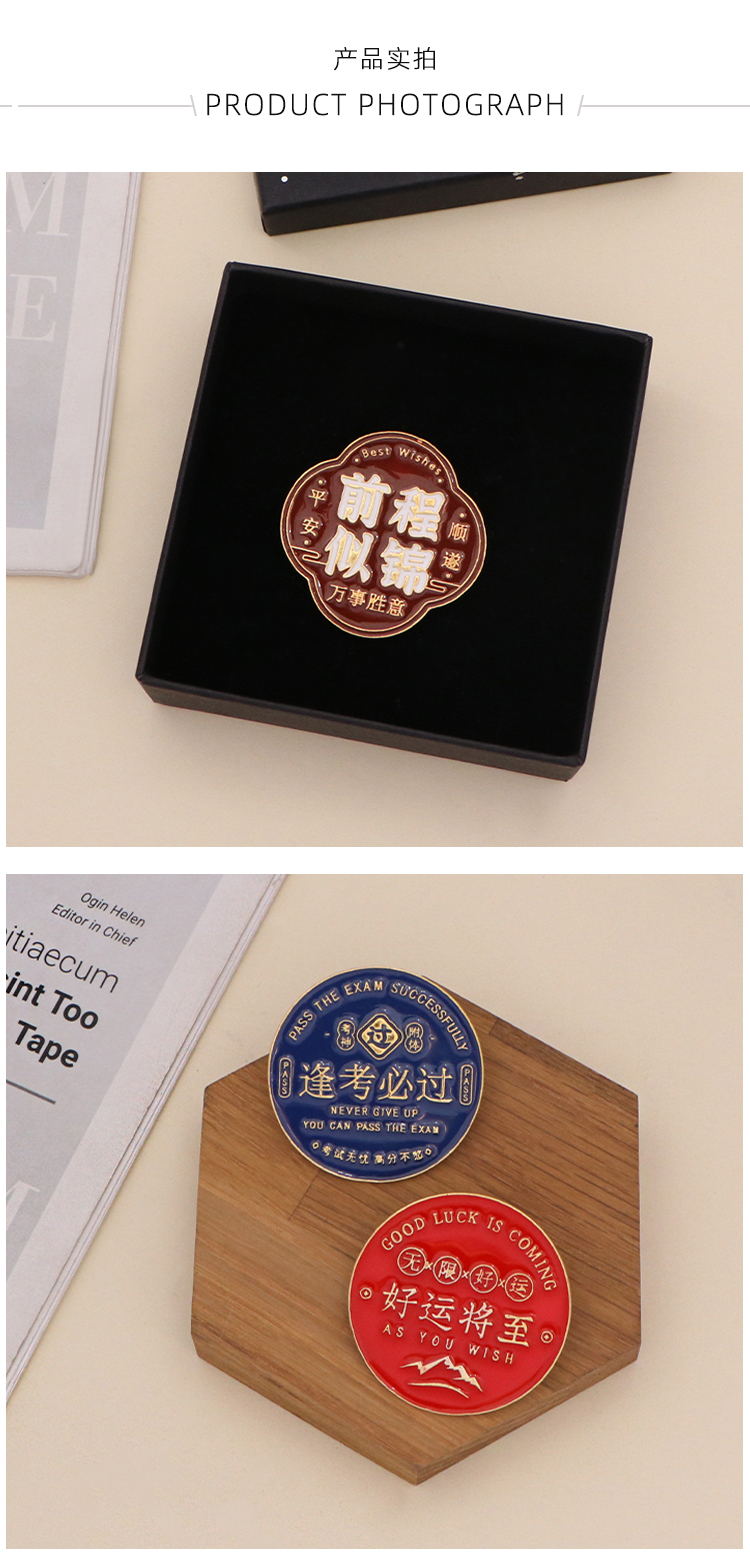 产品实拍
PRODUCT PHOTOGRAPH
M
E
Best Wishes
平安
前程
似锦
顺遂
万事胜意
Ogin Helen
Editor in Chief
itiaecum
int Too
Tape
PASS THE EXAM SUCCESSFULLY
考神
过
附体
PASS
逢考必过
PASS
NEVER GIVE UP
YOU CAN PASS THE EXAM
考试无忧 高分不愁
GOOD LUCK IS COMING
无×限×好×运
好运将至
AS YOU WISH